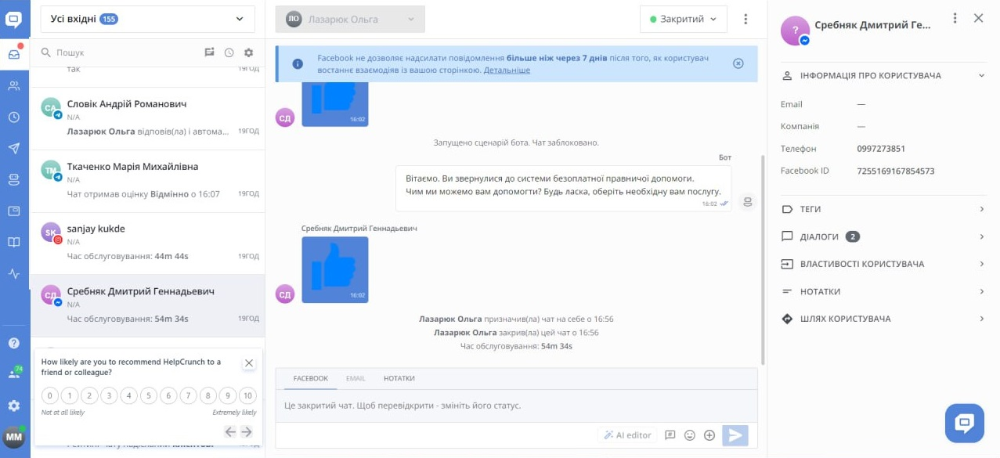 Усі вхідні 155
Пошук
так
19ГОД
СА
Словік Андрій Романович
N/A
Лазарюк Ольга відповів(ла) і автома...
19ГОД
ТМ
Ткаченко Марія Михайлівна
N/A
Чат отримав оцінку Відмінно о 16:07
19ГОД
SK
sanjay kukde
N/A
Час обслуговування: 44m 44s
19ГОД
СД
Сребняк Дмитрий Геннадьевич
N/A
Час обслуговування: 54m 34s
19ГОД
How likely are you to recommend HelpCrunch to a
friend or colleague?
0 1 2 3 4 5 6 7 8 9 10
Not at all likely
Extremely likely
74
ММ
19ГОД
ЛО Лазарюк Ольга
Закритий
Facebook не дозволяє надсилати повідомлення більше ніж через 7 днів після того, як користувач
востаннє взаємодіяв із вашою сторінкою. Детальніше
СД
16:02
Запущено сценарій бота. Чат заблоковано.
Бот
Вітаємо. Ви звернулися до системи безоплатної правничої допомоги.
Чим ми можемо вам допомогти? Будь ласка, оберіть необхідну вам послугу.
16:02
Сребняк Дмитрий Геннадьевич
СД
16:02
Лазарюк Ольга призначив(ла) чат на себе о 16:56
Лазарюк Ольга закрив(ла) цей чат о 16:56
Час обслуговування: 54m 34s
FACEBOOK EMAIL НОТАТКИ
Це закритий чат. Щоб перевідкрити - змініть його статус.
AI editor
? Сребняк Дмитрий Ге...
ІНФОРМАЦІЯ ПРО КОРИСТУВАЧА
Email —
Компанія —
Телефон 0997273851
Facebook ID 7255169167854573
ТЕГИ
ДІАЛОГИ 2
ВЛАСТИВОСТІ КОРИСТУВАЧА
НОТАТКИ
ШЛЯХ КОРИСТУВАЧА